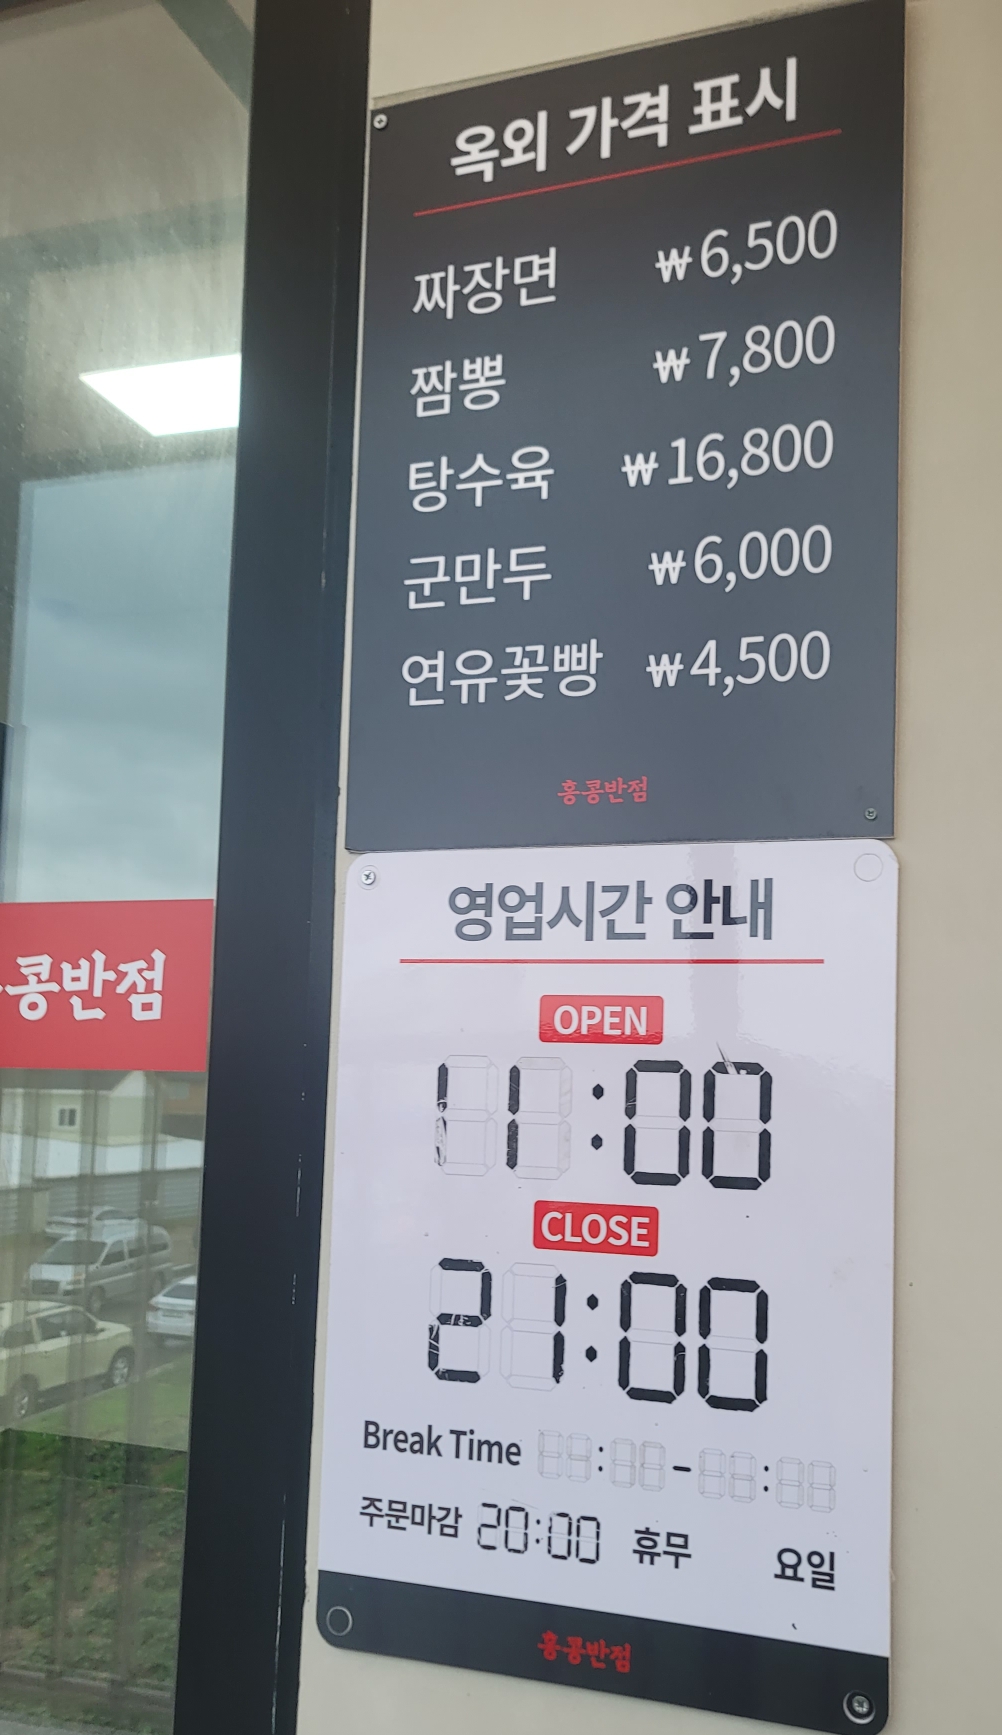 옥외 가격 표시
짜장면 ₩6,500
짬뽕 ₩7,800
탕수육 ₩16,800
군만두 ₩6,000
연유꽃빵 ₩4,500
홍콩반점
영업시간 안내
OPEN
11:00
CLOSE
21:00
Break Time : - :
주문마감 20:00 휴무 요일
홍콩반점
콩반점